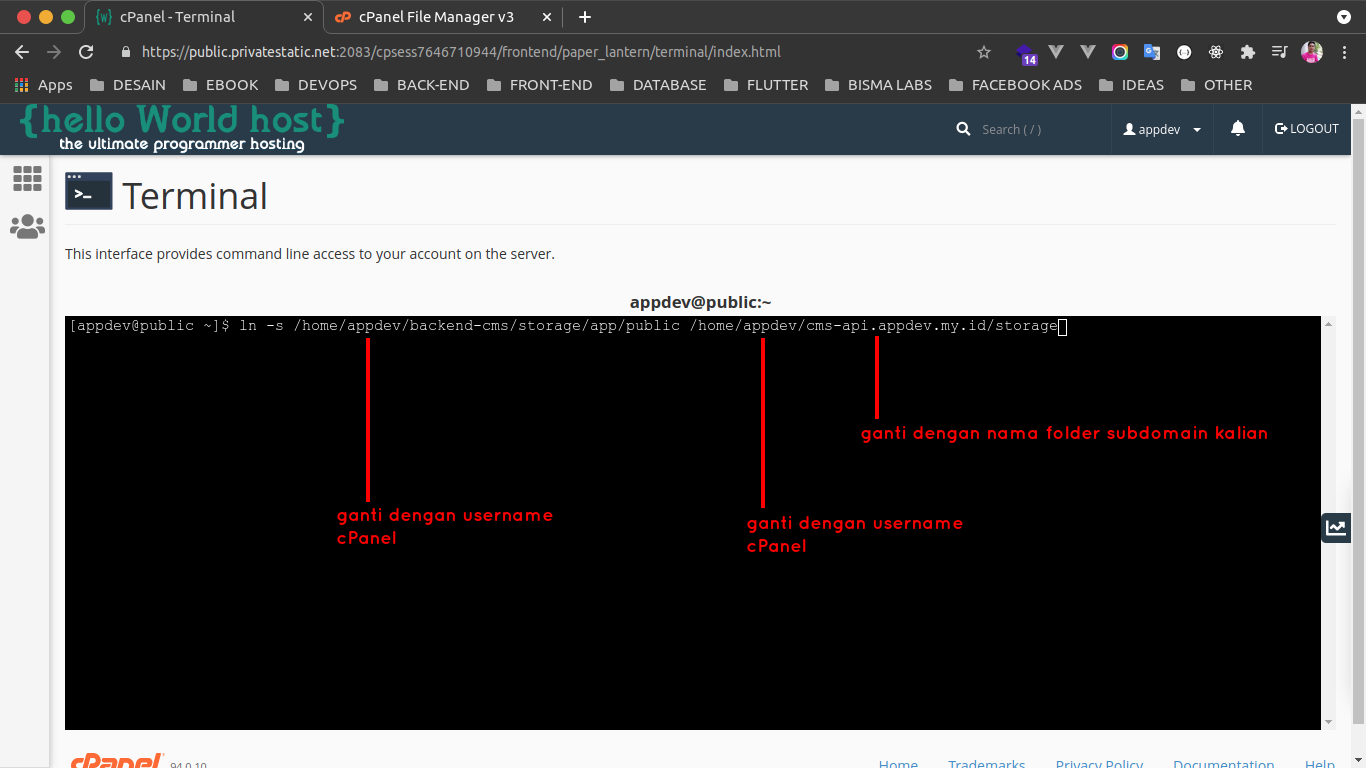 cPanel - Terminal
cPanel File Manager v3
https://public.privatestatic.net:2083/cpsess7646710944/frontend/paper_lantern/terminal/index.html
14
Apps DESAIN EBOOK DEVOPS BACK-END FRONT-END DATABASE FLUTTER BISMA LABS FACEBOOK ADS IDEAS OTHER
{hello World host}
the ultimate programmer hosting
Search ( / )
appdev
LOGOUT
>_ Terminal
This interface provides command line access to your account on the server.
appdev@public:~
[appdev@public ~]$ ln -s /home/appdev/backend-cms/storage/app/public /home/appdev/cms-api.appdev.my.id/storage
ganti dengan nama folder subdomain kalian
ganti dengan username
cPanel
ganti dengan username
cPanel
cPanel 94.0.10
Home Trademarks Privacy Policy Documentation Help